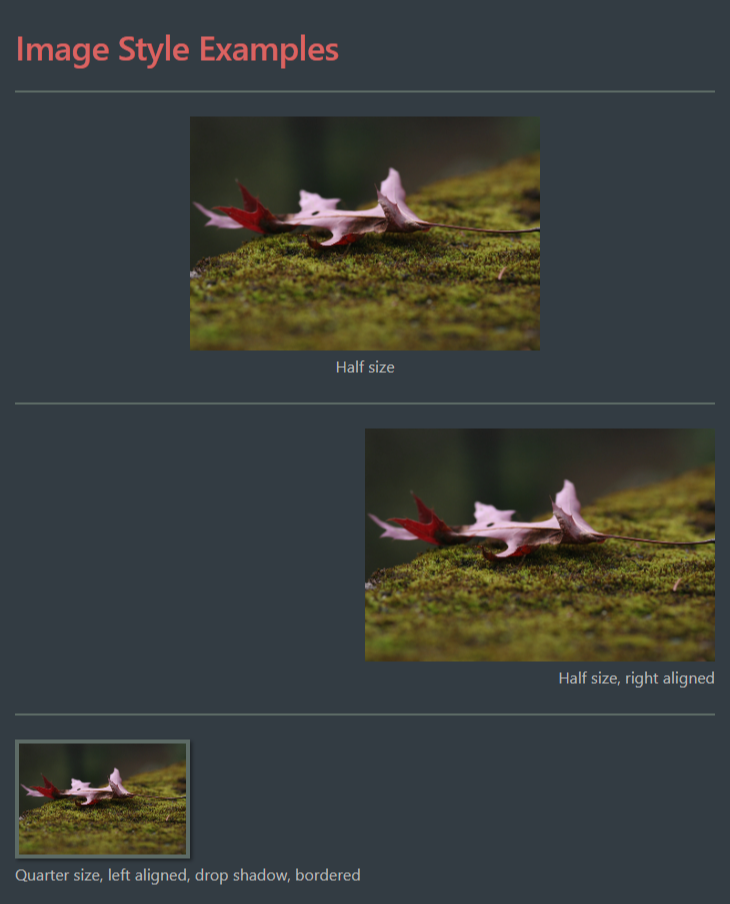 Image Style Examples
Half size
Half size, right aligned
Quarter size, left aligned, drop shadow, bordered